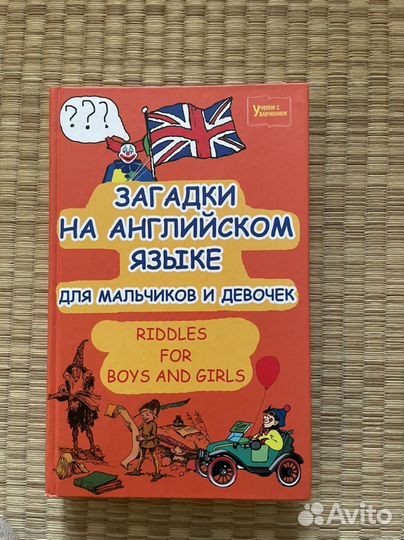 ???
Учение с
Увлечением
ЗАГАДКИ
НА АНГЛИЙСКОМ
ЯЗЫКЕ
ДЛЯ МАЛЬЧИКОВ И ДЕВОЧЕК
RIDDLES
FOR
BOYS AND GIRLS
Avito